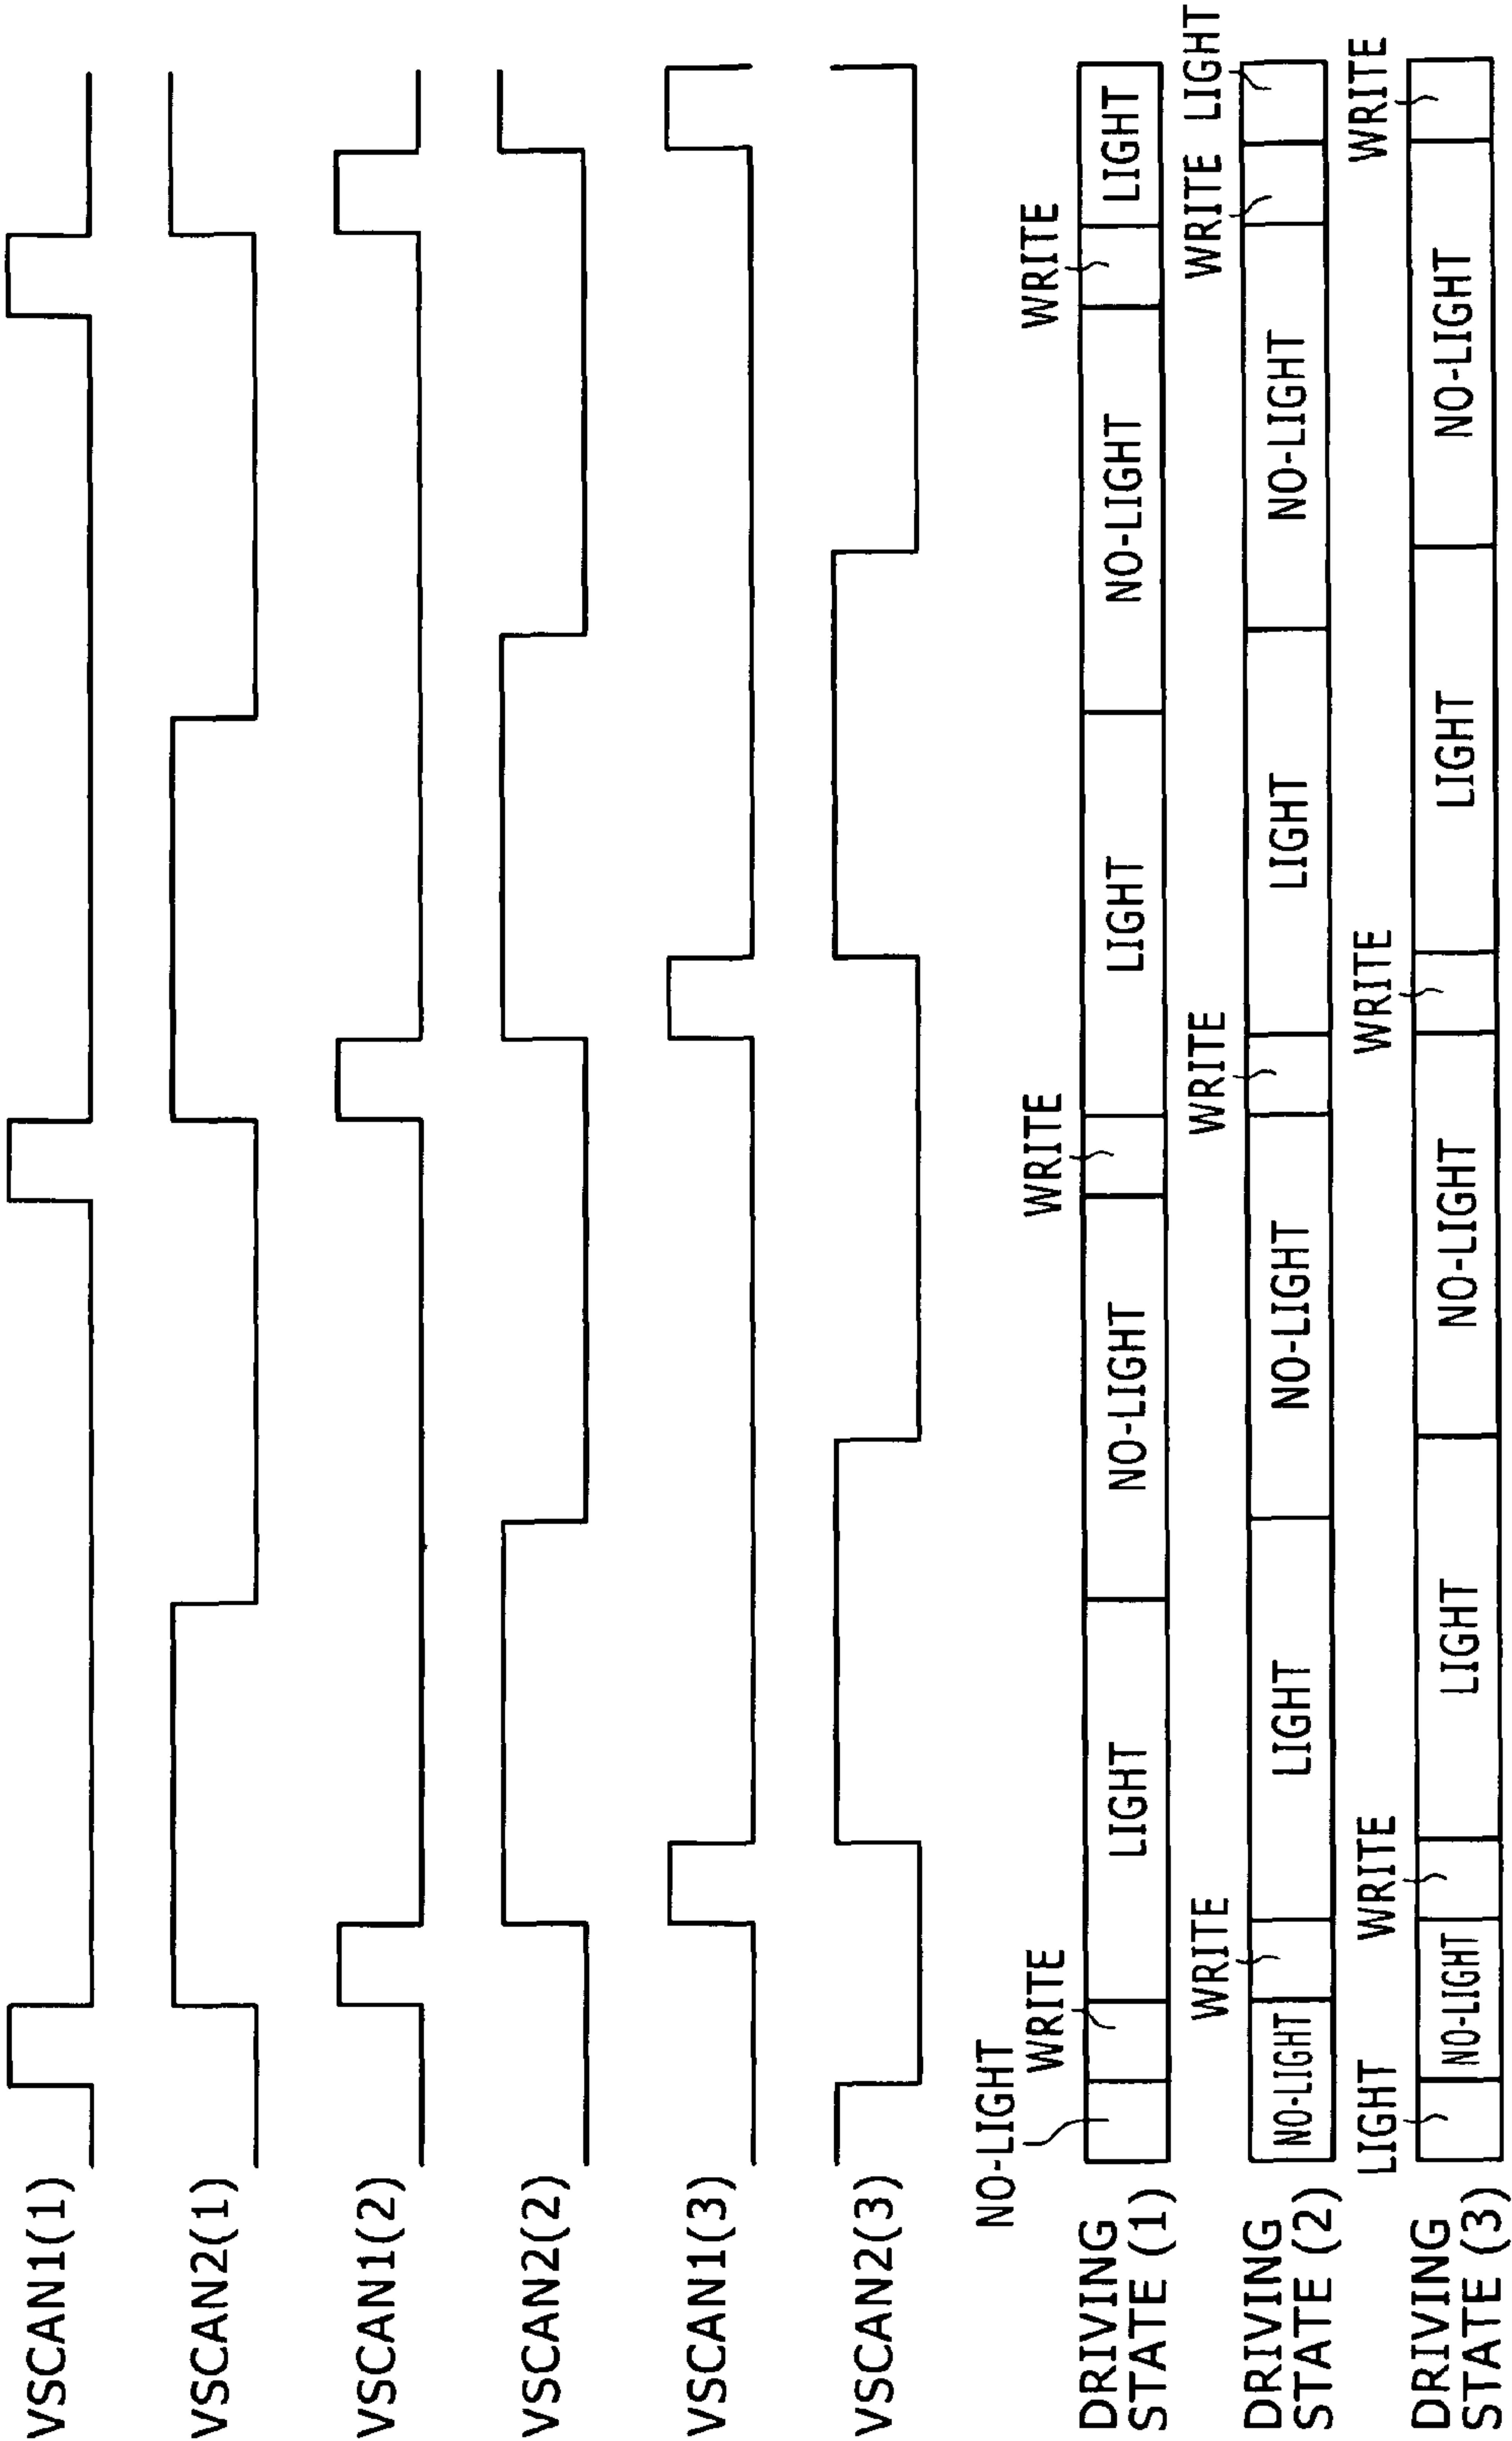 VSCAN1(1)
VSCAN2(1)
VSCAN1(2)
VSCAN2(2)
VSCAN1(3)
VSCAN2(3)
NO-LIGHT
WRITE WRITE WRITE
DRIVING
STATE (1)
LIGHT NO-LIGHT LIGHT NO-LIGHT LIGHT
WRITE WRITE WRITE LIGHT
DRIVING
STATE (2)
NO-LIGHT LIGHT NO-LIGHT LIGHT NO-LIGHT
LIGHT WRITE WRITE WRITE
DRIVING
STATE (3)
NO-LIGHT LIGHT NO-LIGHT LIGHT NO-LIGHT